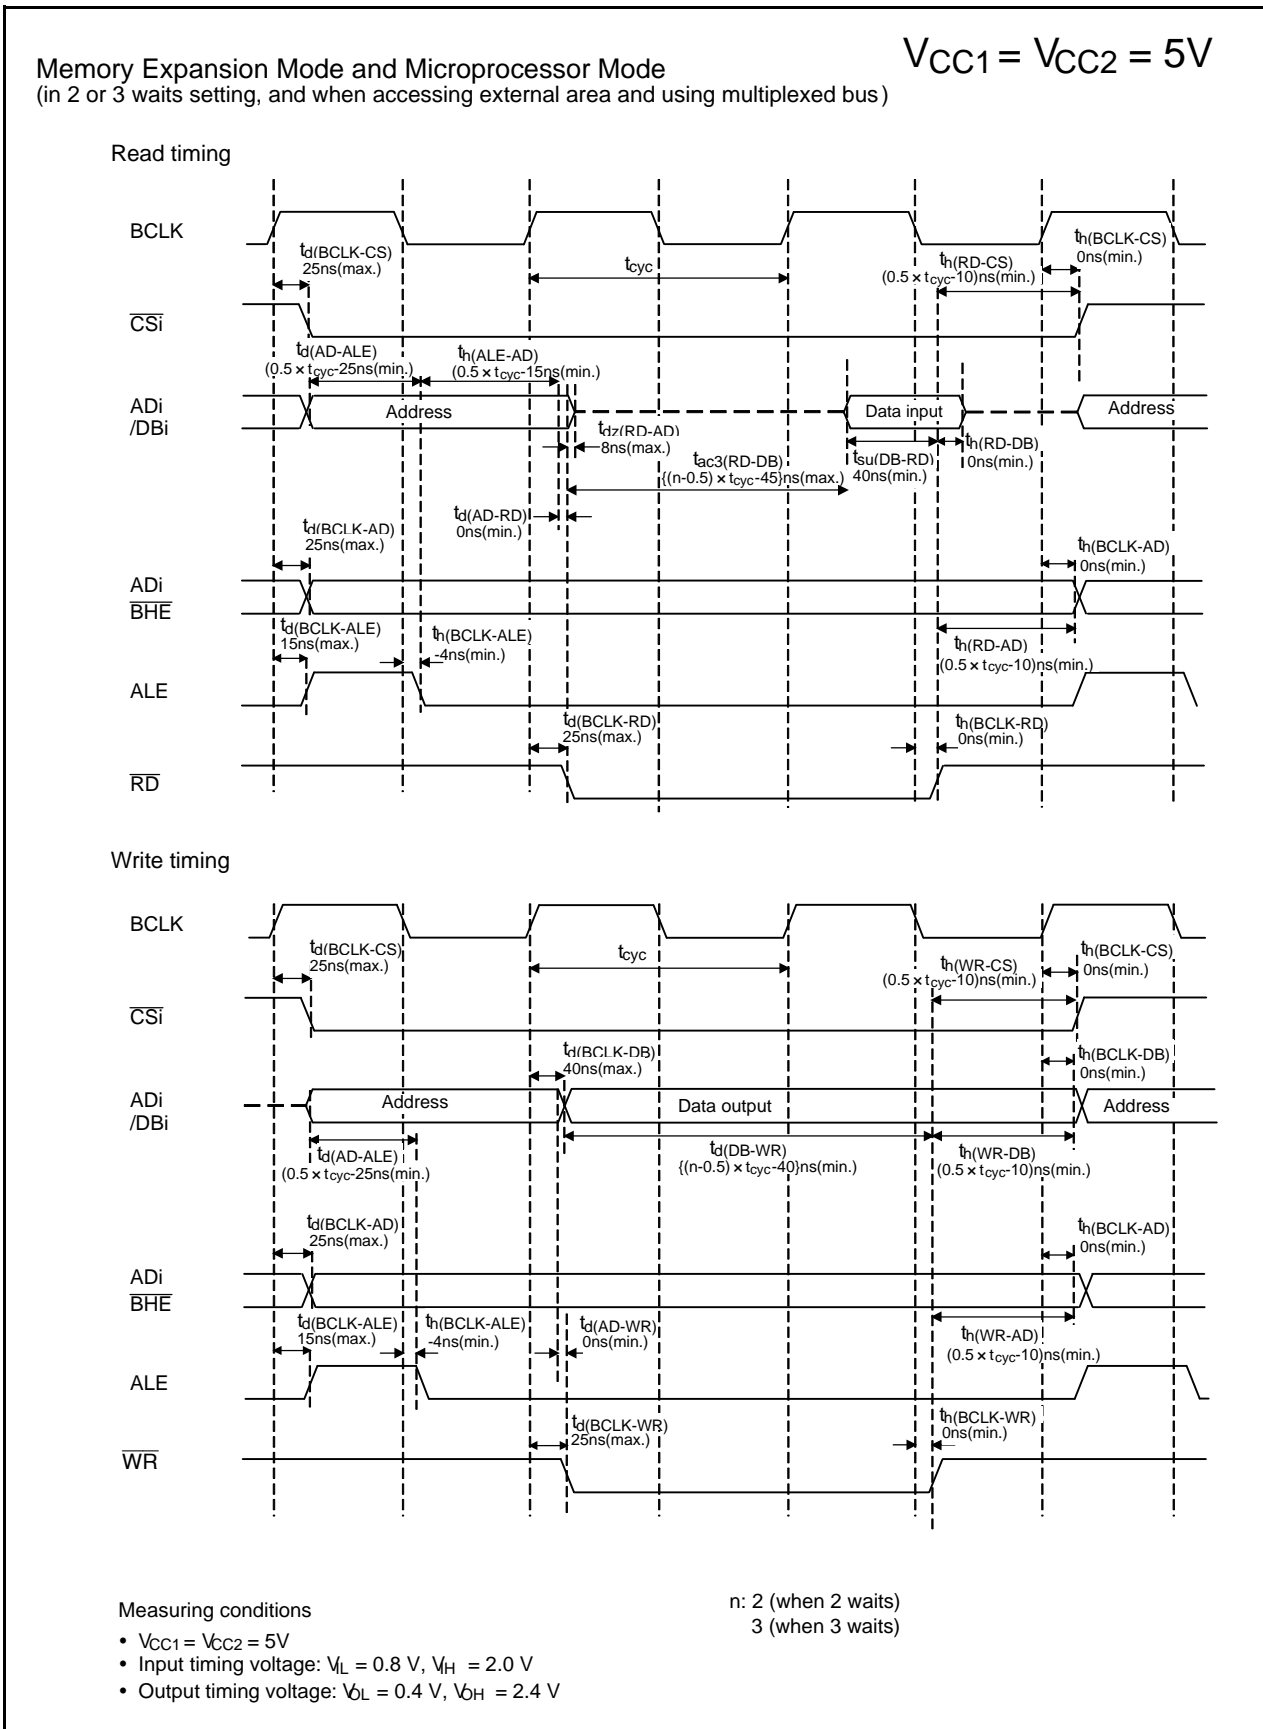 VCC1 = VCC2 = 5V
Memory Expansion Mode and Microprocessor Mode
(in 2 or 3 waits setting, and when accessing external area and using multiplexed bus)
Read timing
BCLK
td(BCLK-CS)
25ns(max.)
tcyc
th(RD-CS)
(0.5 × tcyc-10)ns(min.)
th(BCLK-CS)
0ns(min.)
CSi
td(AD-ALE)
(0.5 × tcyc-25ns(min.)
th(ALE-AD)
(0.5 × tcyc-15ns(min.)
ADi
/DBi
Address
Data input
Address
tdz(RD-AD)
8ns(max.)
tac3(RD-DB)
{(n-0.5) × tcyc-45}ns(max.)
tsu(DB-RD)
40ns(min.)
th(RD-DB)
0ns(min.)
td(AD-RD)
0ns(min.)
td(BCLK-AD)
25ns(max.)
th(BCLK-AD)
0ns(min.)
ADi
BHE
td(BCLK-ALE)
15ns(max.)
th(BCLK-ALE)
-4ns(min.)
th(RD-AD)
(0.5 × tcyc-10)ns(min.)
ALE
td(BCLK-RD)
25ns(max.)
th(BCLK-RD)
0ns(min.)
RD
Write timing
BCLK
td(BCLK-CS)
25ns(max.)
tcyc
th(WR-CS)
(0.5 × tcyc-10)ns(min.)
th(BCLK-CS)
0ns(min.)
CSi
td(BCLK-DB)
40ns(max.)
th(BCLK-DB)
0ns(min.)
ADi
/DBi
Address
Data output
Address
td(AD-ALE)
(0.5 × tcyc-25ns(min.)
td(DB-WR)
{(n-0.5) × tcyc-40}ns(min.)
th(WR-DB)
(0.5 × tcyc-10)ns(min.)
td(BCLK-AD)
25ns(max.)
th(BCLK-AD)
0ns(min.)
ADi
BHE
td(BCLK-ALE)
15ns(max.)
th(BCLK-ALE)
-4ns(min.)
td(AD-WR)
0ns(min.)
th(WR-AD)
(0.5 × tcyc-10)ns(min.)
ALE
td(BCLK-WR)
25ns(max.)
th(BCLK-WR)
0ns(min.)
WR
Measuring conditions
• VCC1 = VCC2 = 5V
• Input timing voltage: VIL = 0.8 V, VIH = 2.0 V
• Output timing voltage: VOL = 0.4 V, VOH = 2.4 V
n: 2 (when 2 waits)
3 (when 3 waits)